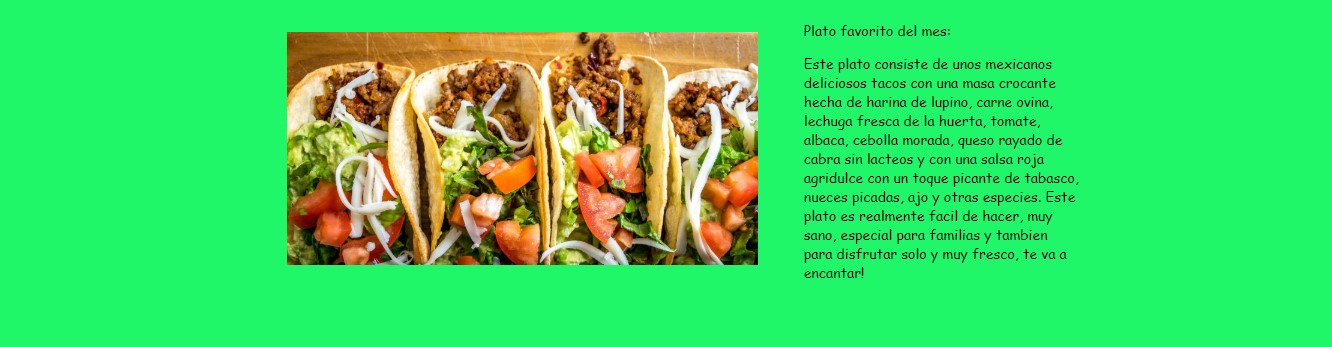 Plato favorito del mes:
Este plato consiste de unos mexicanos
deliciosos tacos con una masa crocante
hecha de harina de lupino, carne ovina,
lechuga fresca de la huerta, tomate,
albaca, cebolla morada, queso rayado de
cabra sin lacteos y con una salsa roja
agridulce con un toque picante de tabasco,
nueces picadas, ajo y otras especies. Este
plato es realmente facil de hacer, muy
sano, especial para familias y tambien
para disfrutar solo y muy fresco, te va a
encantar!